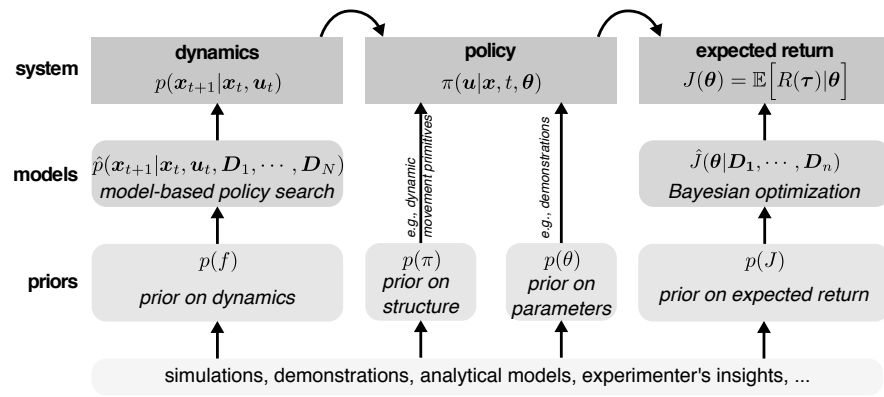 dynamics
policy
expected return
system
p(x_{t+1}|x_t, u_t)
π(u|x, t, θ)
J(θ) = 𝔼[R(τ)|θ]
models
p̂(x_{t+1}|x_t, u_t, D_1, ⋯, D_N)
model-based policy search
e.g., dynamic
movement primitives
e.g., demonstrations
Ĵ(θ|D_1, ⋯, D_n)
Bayesian optimization
priors
p(f)
prior on dynamics
p(π)
prior on
structure
p(θ)
prior on
parameters
p(J)
prior on expected return
simulations, demonstrations, analytical models, experimenter's insights, ...